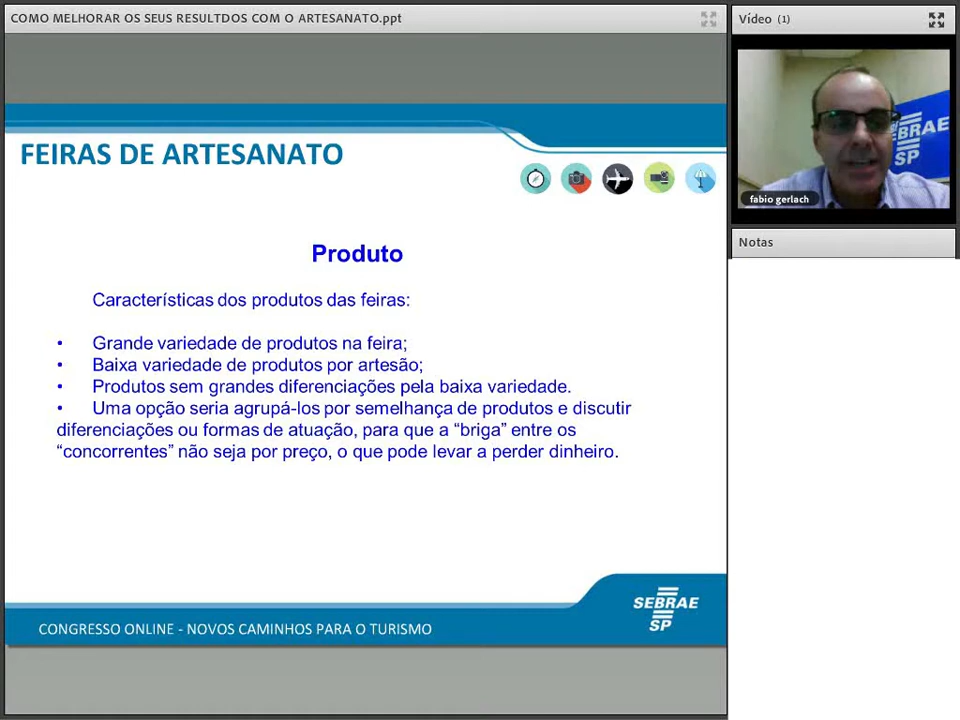 COMO MELHORAR OS SEUS RESULTDOS COM O ARTESANATO.ppt
Vídeo (1)
FEIRAS DE ARTESANATO
SEBRAE
SP
fabio gerlach
Notas
Produto
Características dos produtos das feiras:
• Grande variedade de produtos na feira;
• Baixa variedade de produtos por artesão;
• Produtos sem grandes diferenciações pela baixa variedade.
• Uma opção seria agrupá-los por semelhança de produtos e discutir
diferenciações ou formas de atuação, para que a “briga” entre os
“concorrentes” não seja por preço, o que pode levar a perder dinheiro.
SEBRAE
SP
CONGRESSO ONLINE - NOVOS CAMINHOS PARA O TURISMO